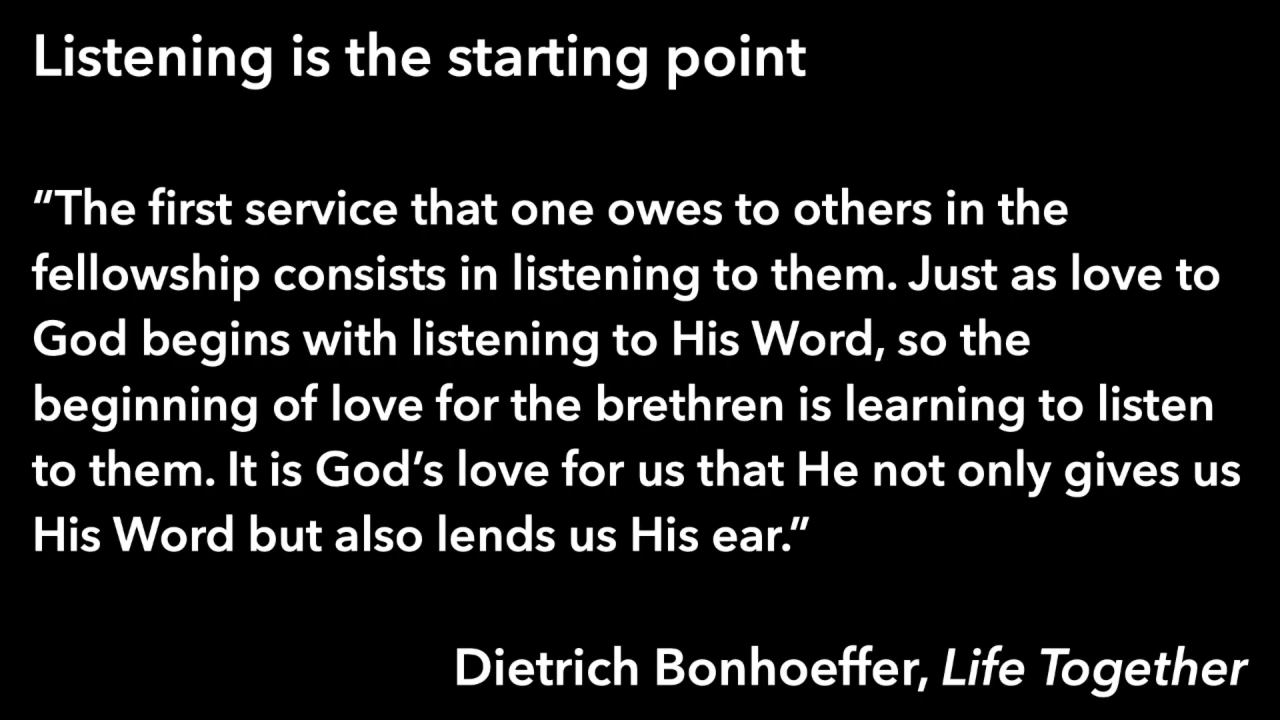 Listening is the starting point
“The first service that one owes to others in the
fellowship consists in listening to them. Just as love to
God begins with listening to His Word, so the
beginning of love for the brethren is learning to listen
to them. It is God’s love for us that He not only gives us
His Word but also lends us His ear.”
Dietrich Bonhoeffer, Life Together